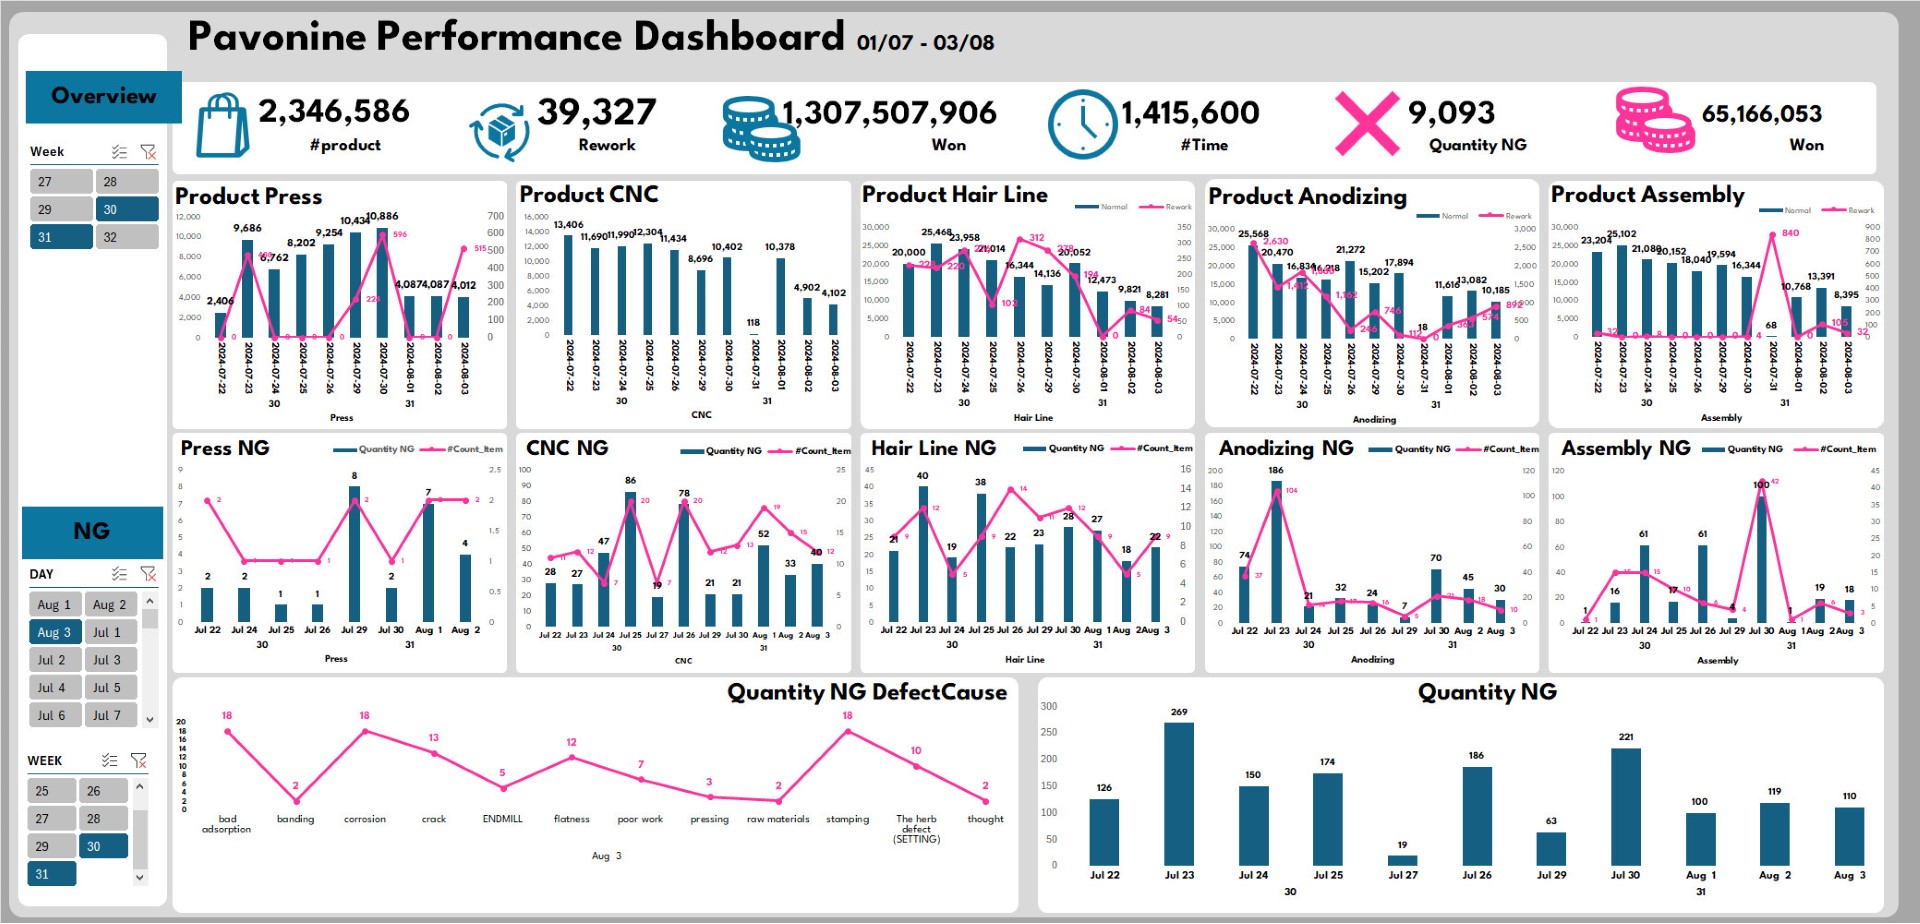 Pavonine Performance Dashboard 01/07 - 03/08
Overview
2,346,586
#product
39,327
Rework
1,307,507,906
Won
1,415,600
#Time
9,093
Quantity NG
65,166,053
Won
Week
27 28
29 30
31 32
Product Press
12,000 10,000 8,000 6,000 4,000 2,000 0
2,406 9,686 6,762 8,202 9,254 10,434 10,886 4,087 4,087 4,012
0 0 0 0 224 596 0 0 515
700 600 500 400 300 200 100 0
2024-07-22 2024-07-23 2024-07-24 2024-07-25 2024-07-26 2024-07-29 2024-07-30 2024-08-01 2024-08-02 2024-08-03
30 31
Press
Product CNC
16,000 14,000 12,000 10,000 8,000 6,000 4,000 2,000 0
13,406 11,690 11,990 12,304 11,434 8,696 10,402 118 10,378 4,902 4,102
2024-07-22 2024-07-23 2024-07-24 2024-07-25 2024-07-26 2024-07-29 2024-07-30 2024-07-31 2024-08-01 2024-08-02 2024-08-03
30 31
CNC
Product Hair Line
Normal Rework
30,000 25,000 20,000 15,000 10,000 5,000 0
20,000 25,468 23,958 21,014 16,344 14,136 20,052 12,473 9,821 8,281
220 103 312 194 0 84 54
350 300 250 200 150 100 50 0
2024-07-22 2024-07-23 2024-07-24 2024-07-25 2024-07-26 2024-07-29 2024-07-30 2024-08-01 2024-08-02 2024-08-03
30 31
Hair Line
Product Anodizing
Normal Rework
30,000 25,000 20,000 15,000 10,000 5,000 0
25,568 20,470 16,834 21,272 15,202 17,894 18 11,616 13,082 10,185
2,630 246 746 112 0 574 892
3,000 2,500 2,000 1,500 1,000 500 0
2024-07-22 2024-07-23 2024-07-24 2024-07-25 2024-07-26 2024-07-29 2024-07-30 2024-07-31 2024-08-01 2024-08-02 2024-08-03
30 31
Anodizing
Product Assembly
Normal Rework
30,000 25,000 20,000 15,000 10,000 5,000 0
23,204 25,102 21,080 20,152 18,040 19,594 16,344 68 10,768 13,391 8,395
32 0 8 0 0 0 4 840 0 105 32
900 800 700 600 500 400 300 200 100 0
2024-07-22 2024-07-23 2024-07-24 2024-07-25 2024-07-26 2024-07-29 2024-07-30 2024-07-31 2024-08-01 2024-08-02 2024-08-03
30 31
Assembly
NG
DAY
Aug 1 Aug 2
Aug 3 Jul 1
Jul 2 Jul 3
Jul 4 Jul 5
Jul 6 Jul 7
WEEK
25 26
27 28
29 30
31
Press NG
Quantity NG #Count_Item
9 8 7 6 5 4 3 2 1 0
2 2 1 1 8 2 7 4
2 1 1 1 2 1 2 2
2.5 2 1.5 1 0.5 0
Jul 22 Jul 24 Jul 25 Jul 26 Jul 29 Jul 30 Aug 1 Aug 2
30 31
Press
CNC NG
Quantity NG #Count_Item
100 90 80 70 60 50 40 30 20 10 0
28 27 47 86 19 78 21 21 52 33 40
11 12 7 20 7 20 12 13 19 15 12
25 20 15 10 5 0
Jul 22 Jul 23 Jul 24 Jul 25 Jul 27 Jul 26 Jul 29 Jul 30 Aug 1 Aug 2 Aug 3
30 31
CNC
Hair Line NG
Quantity NG #Count_Item
45 40 35 30 25 20 15 10 5 0
21 40 19 38 22 23 28 27 18 22
9 12 5 9 14 11 12 9 5 9
16 14 12 10 8 6 4 2 0
Jul 22 Jul 23 Jul 24 Jul 25 Jul 26 Jul 29 Jul 30 Aug 1 Aug 2 Aug 3
30 31
Hair Line
Anodizing NG
Quantity NG #Count_Item
200 180 160 140 120 100 80 60 40 20 0
74 186 21 32 24 7 70 45 30
37 104 14 17 16 5 21 18 10
120 100 80 60 40 20 0
Jul 22 Jul 23 Jul 24 Jul 25 Jul 26 Jul 29 Jul 30 Aug 2 Aug 3
30 31
Anodizing
Assembly NG
Quantity NG #Count_Item
120 100 80 60 40 20 0
1 16 61 17 61 4 100 1 19 18
1 15 15 10 6 4 42 1 6 3
45 40 35 30 25 20 15 10 5 0
Jul 22 Jul 23 Jul 24 Jul 25 Jul 26 Jul 29 Jul 30 Aug 1 Aug 2 Aug 3
30 31
Assembly
Quantity NG DefectCause
20 18 16 14 12 10 8 6 4 2 0
18 2 18 13 5 12 7 3 2 18 10 2
bad adsorption banding corrosion crack ENDMILL flatness poor work pressing raw materials stamping The herb defect (SETTING) thought
Aug 3
Quantity NG
300 250 200 150 100 50 0
126 269 150 174 19 186 63 221 100 119 110
Jul 22 Jul 23 Jul 24 Jul 25 Jul 27 Jul 26 Jul 29 Jul 30 Aug 1 Aug 2 Aug 3
30 31